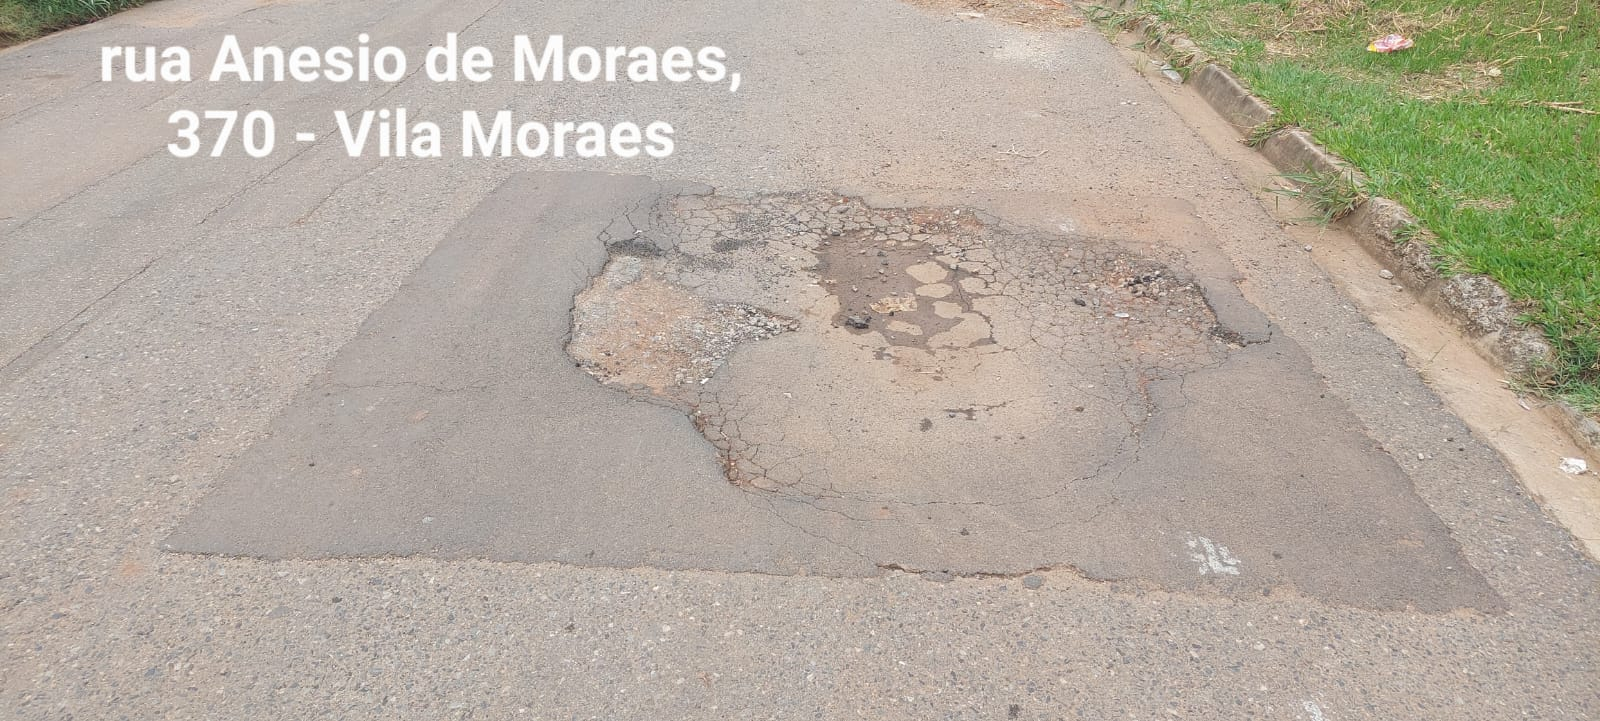 rua Anesio de Moraes,
370 - Vila Moraes